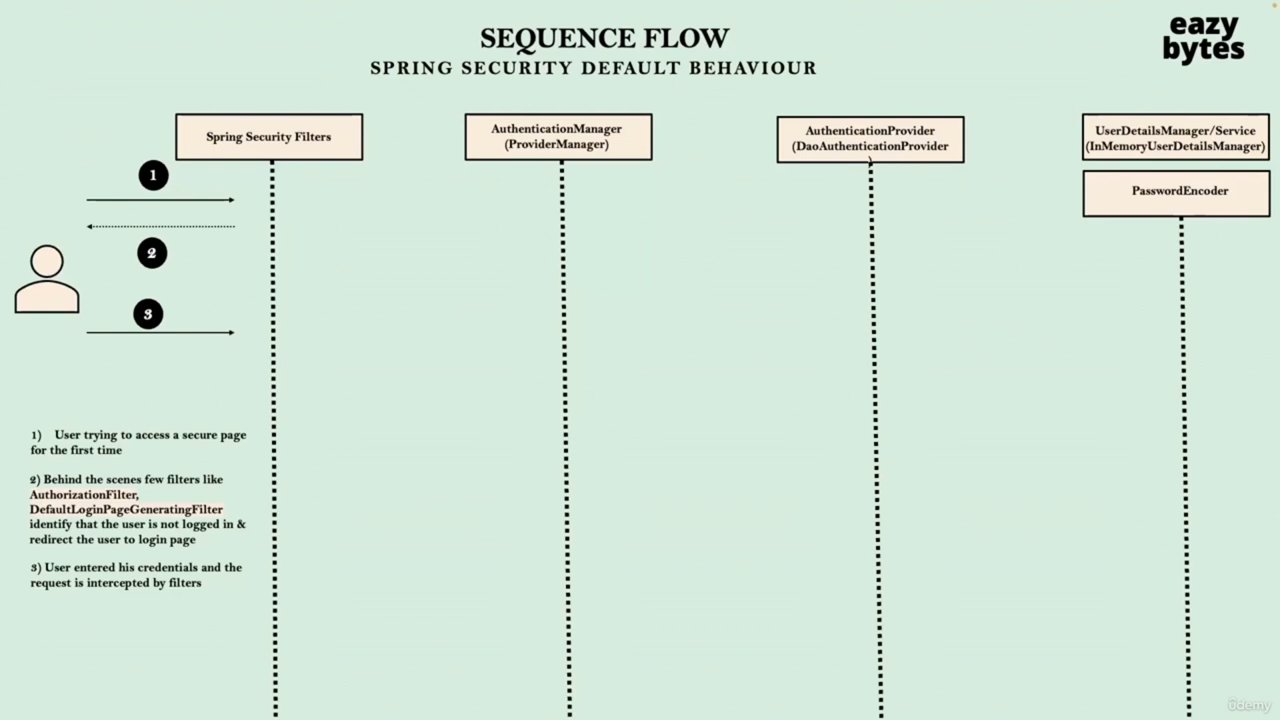 SEQUENCE FLOW
SPRING SECURITY DEFAULT BEHAVIOUR
eazy
bytes
Spring Security Filters
AuthenticationManager
(ProviderManager)
AuthenticationProvider
(DaoAuthenticationProvider
)
UserDetailsManager/Service
(InMemoryUserDetailsManager)
PasswordEncoder
1
2
3
1) User trying to access a secure page
for the first time
2) Behind the scenes few filters like
AuthorizationFilter,
DefaultLoginPageGeneratingFilter
identify that the user is not logged in &
redirect the user to login page
3) User entered his credentials and the
request is intercepted by filters
ûdemy